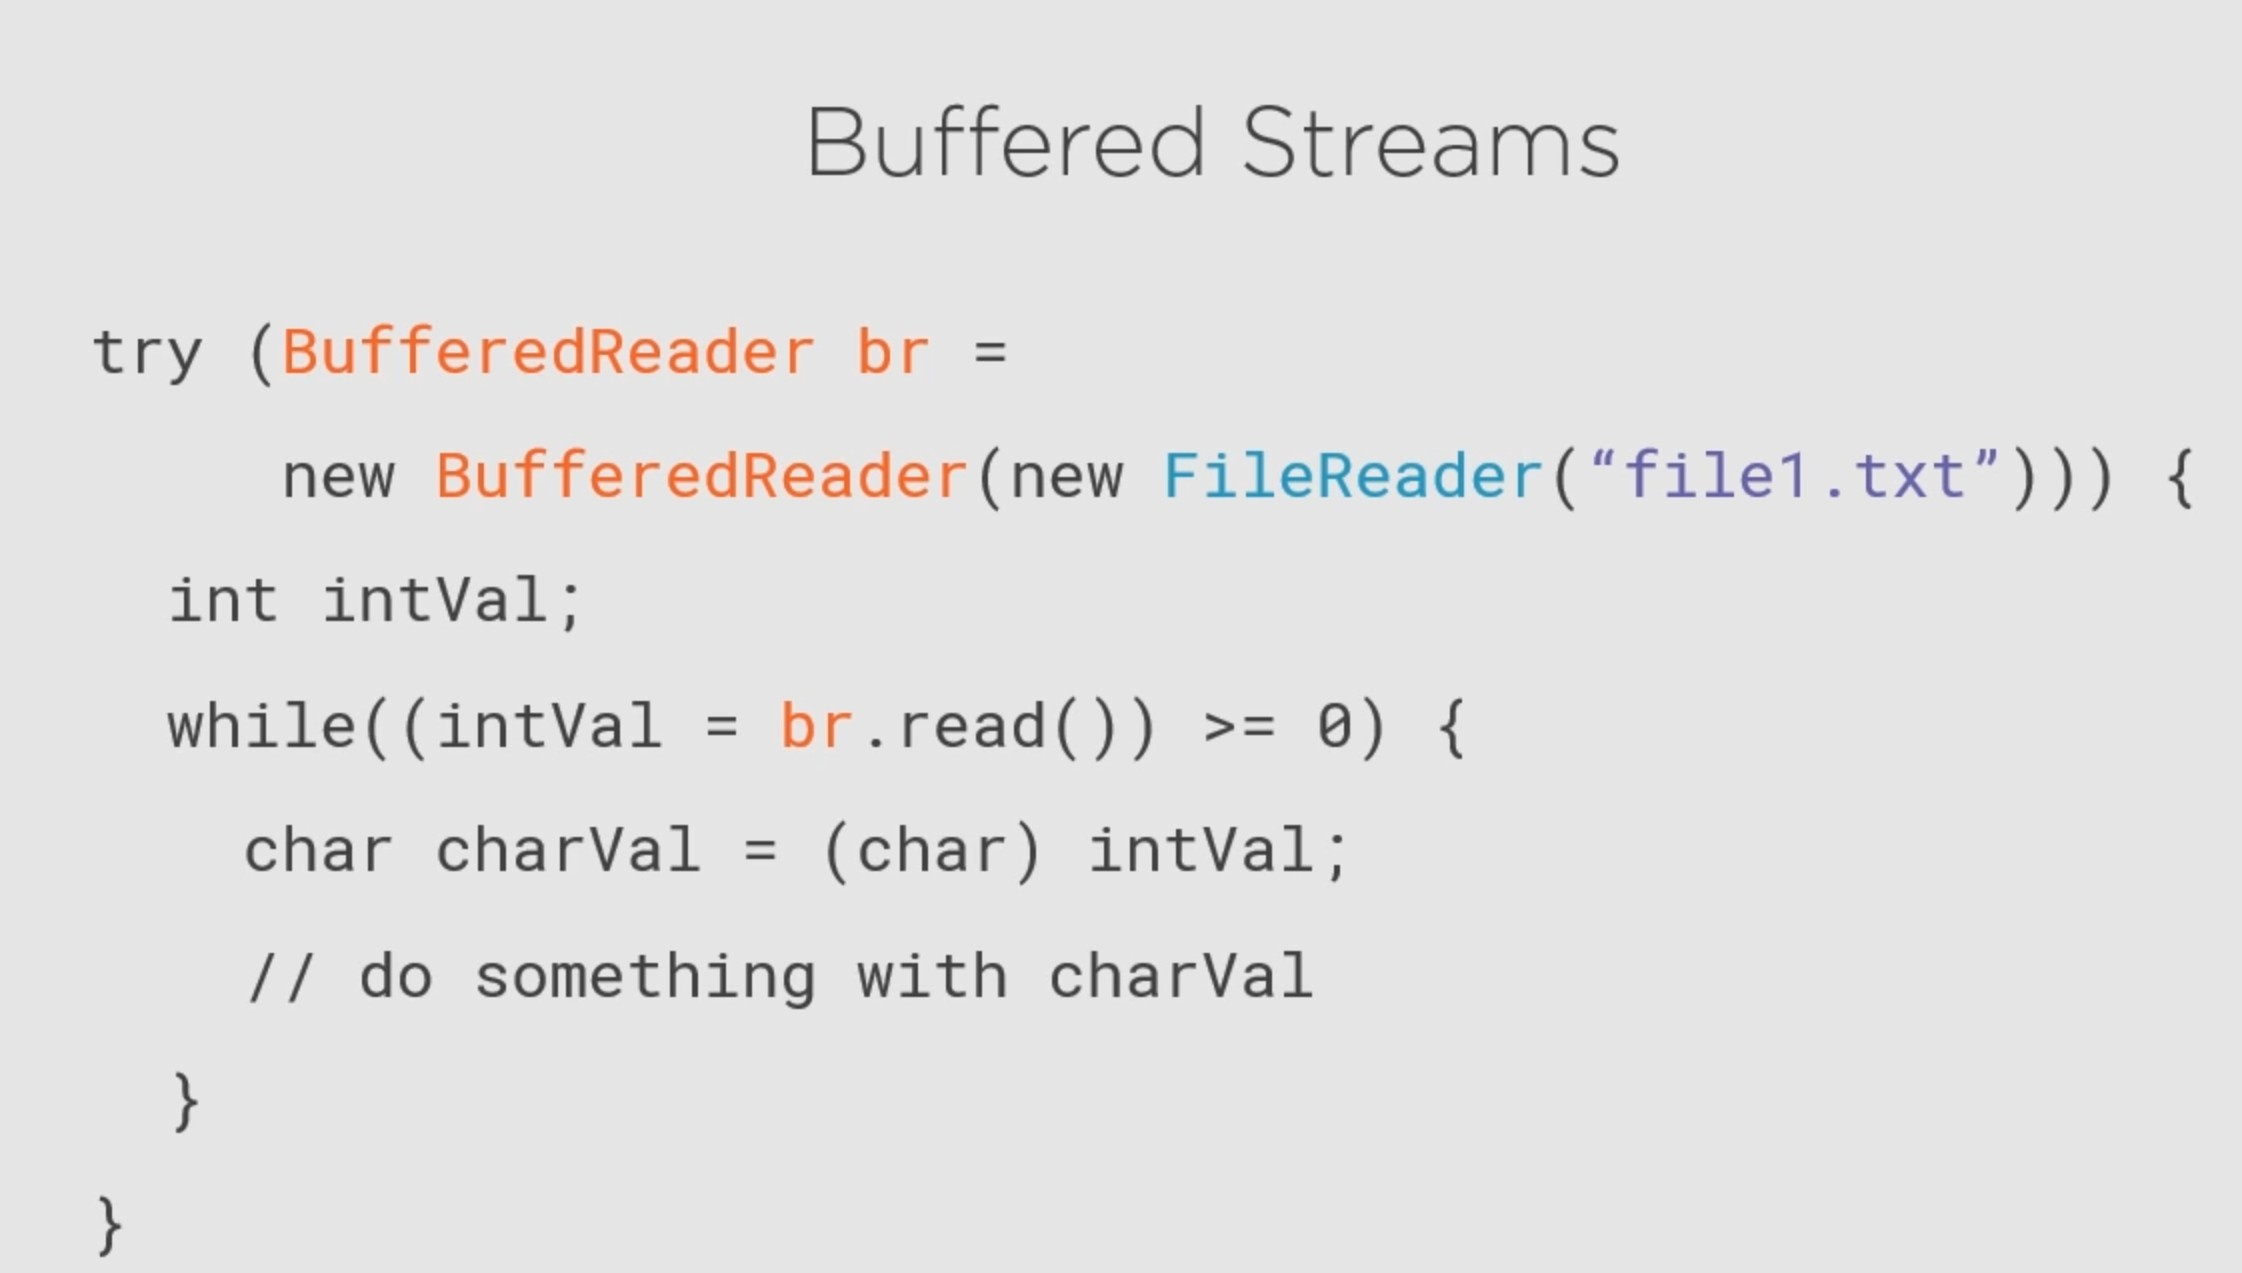 Buffered Streams
try (BufferedReader br =
new BufferedReader(new FileReader(“file1.txt”))) {
int intVal;
while((intVal = br.read()) >= 0) {
char charVal = (char) intVal;
// do something with charVal
}
}